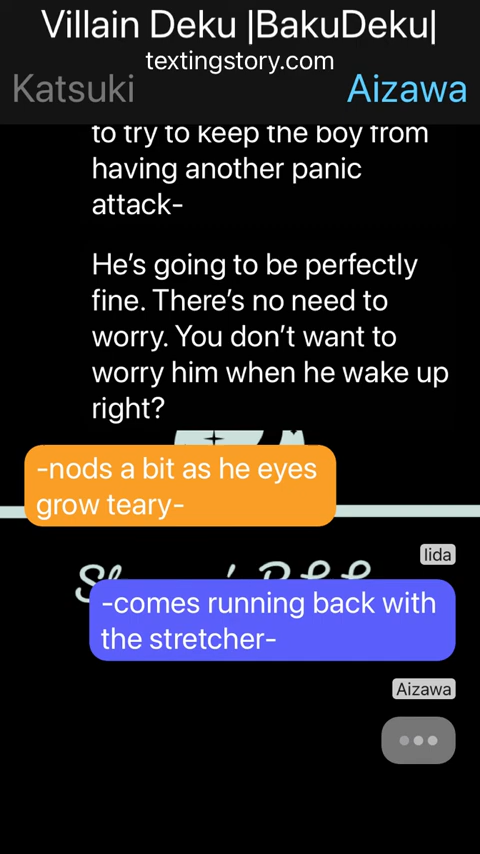 Villain Deku |BakuDeku|
textingstory.com
Katsuki
Aizawa
to try to keep the boy from
having another panic
attack-
He’s going to be perfectly
fine. There’s no need to
worry. You don’t want to
worry him when he wake up
right?
-nods a bit as he eyes
grow teary-
Iida
-comes running back with
the stretcher-
Aizawa